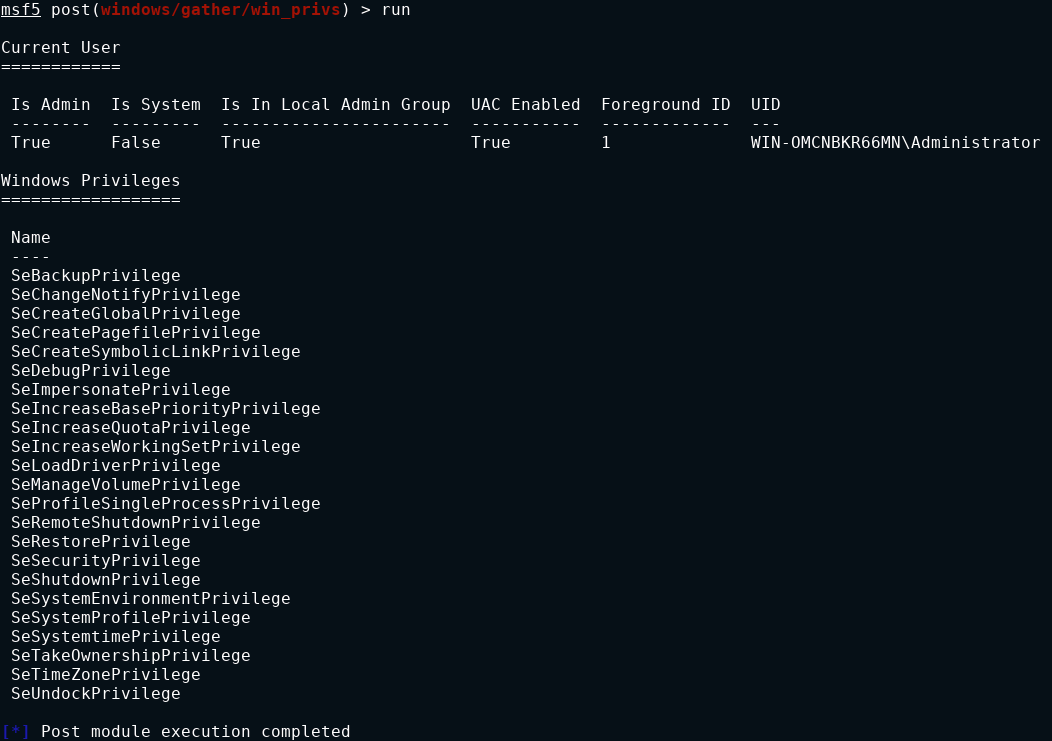 msf5 post(windows/gather/win_privs) > run
Current User
============
Is Admin  Is System  Is In Local Admin Group  UAC Enabled  Foreground ID  UID
--------  ---------  -----------------------  -----------  -------------  ---
True      False      True                     True         1              WIN-OMCNBKR66MN\Administrator
Windows Privileges
==================
Name
----
SeBackupPrivilege
SeChangeNotifyPrivilege
SeCreateGlobalPrivilege
SeCreatePagefilePrivilege
SeCreateSymbolicLinkPrivilege
SeDebugPrivilege
SeImpersonatePrivilege
SeIncreaseBasePriorityPrivilege
SeIncreaseQuotaPrivilege
SeIncreaseWorkingSetPrivilege
SeLoadDriverPrivilege
SeManageVolumePrivilege
SeProfileSingleProcessPrivilege
SeRemoteShutdownPrivilege
SeRestorePrivilege
SeSecurityPrivilege
SeShutdownPrivilege
SeSystemEnvironmentPrivilege
SeSystemProfilePrivilege
SeSystemtimePrivilege
SeTakeOwnershipPrivilege
SeTimeZonePrivilege
SeUndockPrivilege
[*] Post module execution completed